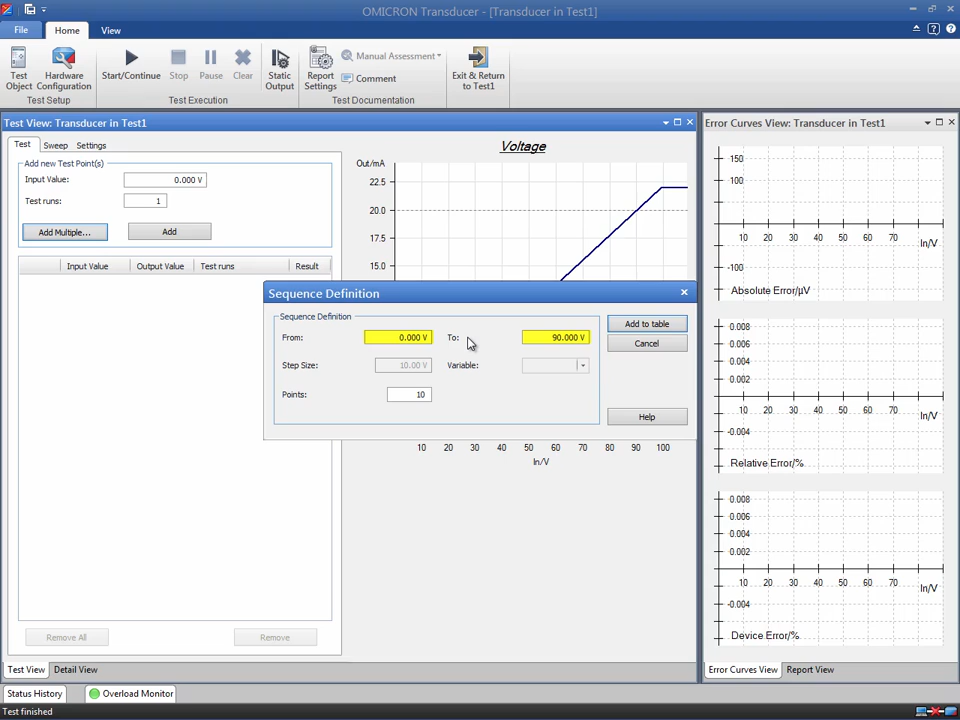 OMICRON Transducer - [Transducer in Test1]
File Home View
Test Object
Hardware Configuration
Start/Continue
Stop
Pause
Clear
Static Output
Report Settings
Manual Assessment
Comment
Exit & Return to Test1
Test Setup
Test Execution
Test Documentation
Test View: Transducer in Test1
Test Sweep Settings
Add new Test Point(s)
Input Value: 0.000 V
Test runs: 1
Add Multiple... Add
Input Value Output Value Test runs Result
Remove All Remove
Voltage
Out/mA
22.5
20.0
17.5
15.0
10 20 30 40 50 60 70 80 90 100
In/V
Sequence Definition
Sequence Definition
From: 0.000 V To: 90.000 V
Step Size: 10.00 V Variable:
Points: 10
Add to table
Cancel
Help
Test View Detail View
Error Curves View: Transducer in Test1
150
100
10 20 30 40 50 60 70 In/V
-100
Absolute Error/µV
0.008
0.006
0.004
0.002
10 20 30 40 50 60 70 In/V
-0.004
Relative Error/%
0.008
0.006
0.004
0.002
10 20 30 40 50 60 70 In/V
-0.004
Device Error/%
Error Curves View Report View
Status History Overload Monitor
Test finished